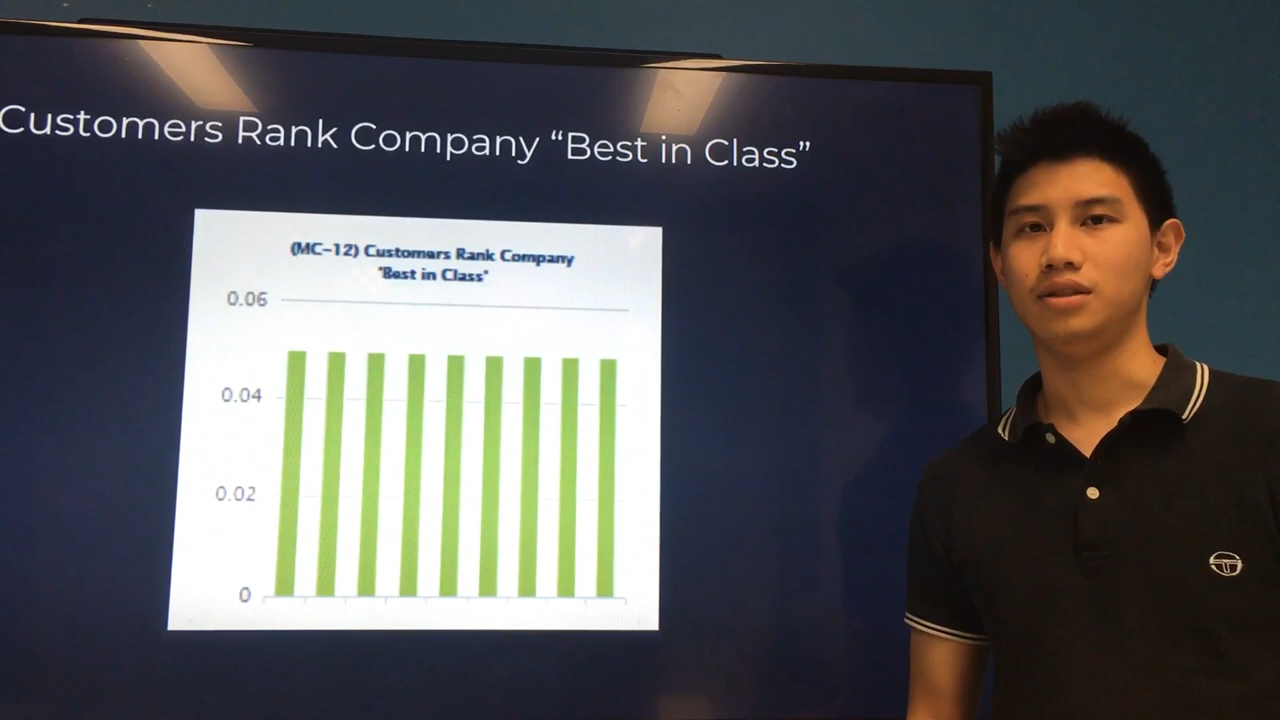 Customers Rank Company “Best in Class”
(MC-12) Customers Rank Company
'Best in Class'
0.06
0.04
0.02
0